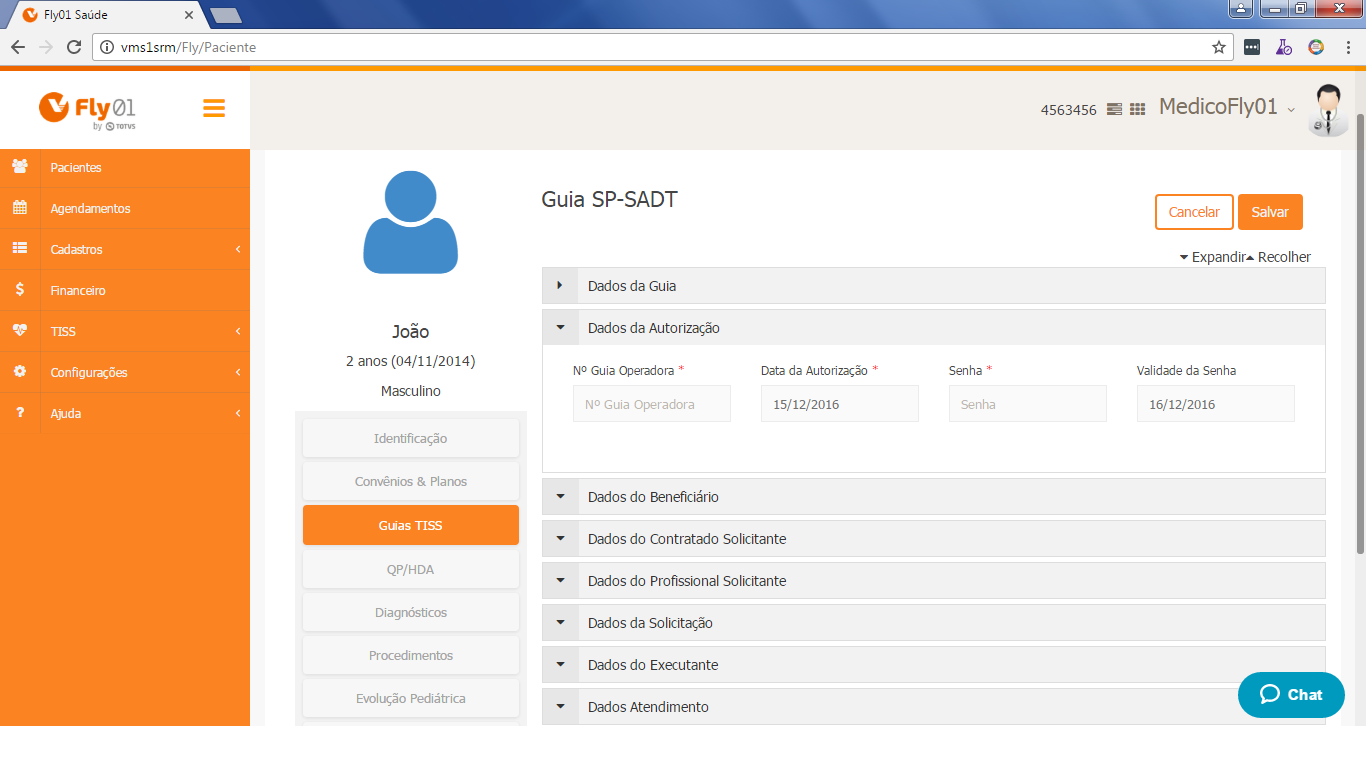 Fly01 Saúde
vms1srm/Fly/Paciente
Fly01
by TOTVS
4563456 MedicoFly01
Pacientes
Agendamentos
Cadastros
Financeiro
TISS
Configurações
Ajuda
João
2 anos (04/11/2014)
Masculino
Identificação
Convênios & Planos
Guias TISS
QP/HDA
Diagnósticos
Procedimentos
Evolução Pediátrica
Guia SP-SADT
Cancelar
Salvar
Expandir Recolher
Dados da Guia
Dados da Autorização
Nº Guia Operadora * Data da Autorização * Senha * Validade da Senha
Nº Guia Operadora 15/12/2016 Senha 16/12/2016
Dados do Beneficiário
Dados do Contratado Solicitante
Dados do Profissional Solicitante
Dados da Solicitação
Dados do Executante
Dados Atendimento
Chat